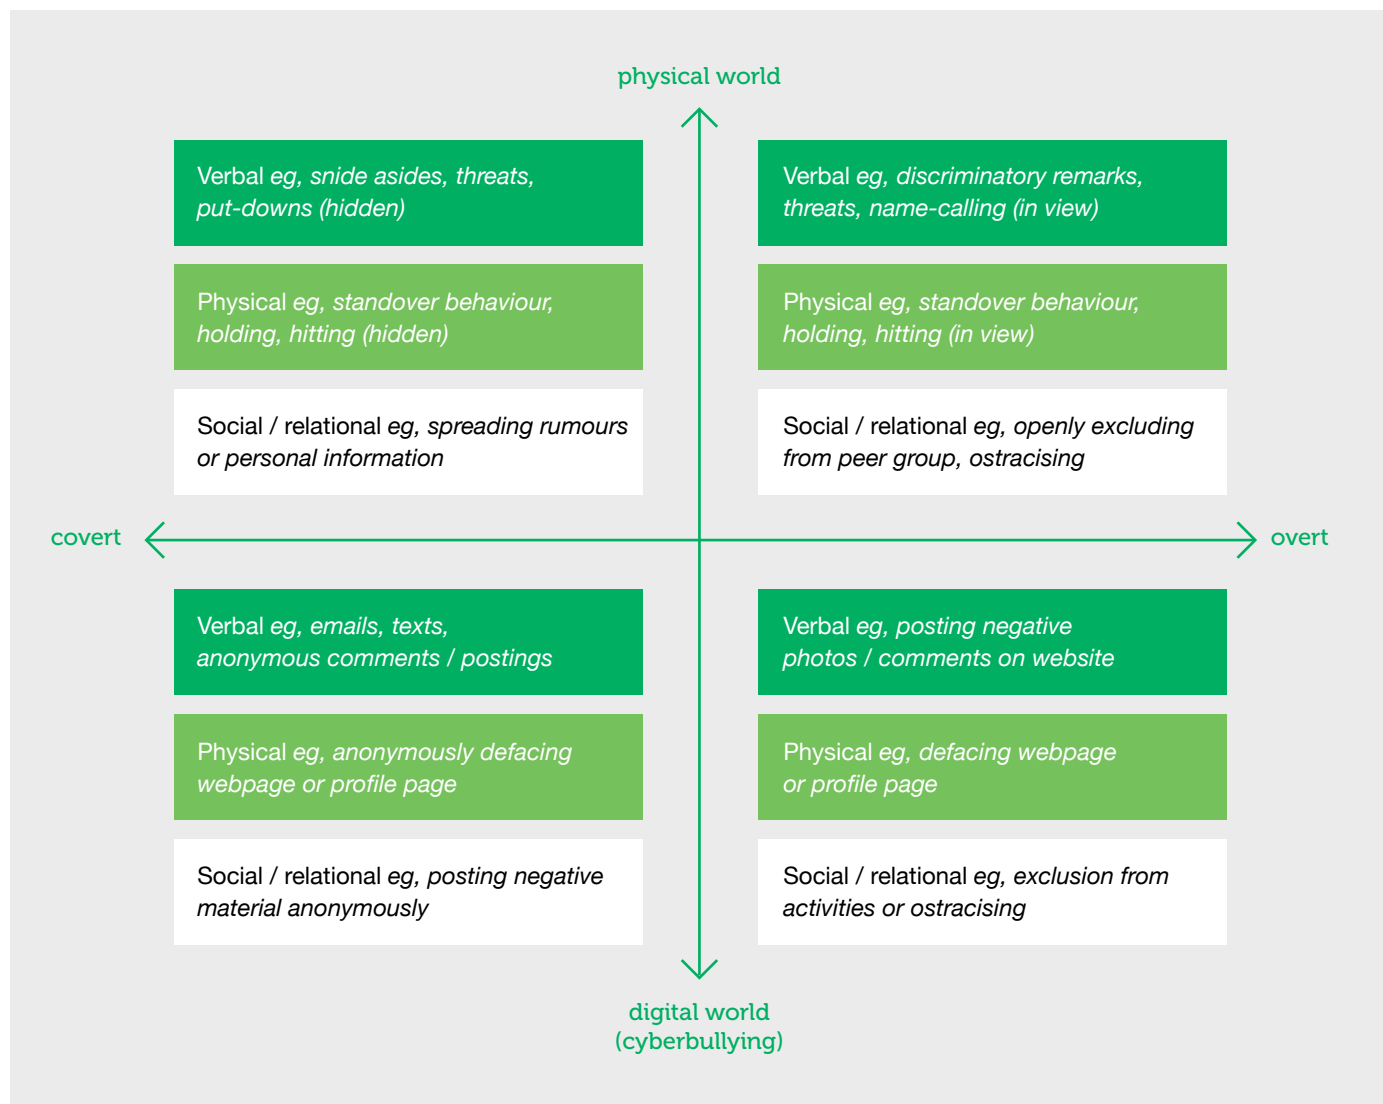 physical world
Verbal eg, snide asides, threats,
put-downs (hidden)
Verbal eg, discriminatory remarks,
threats, name-calling (in view)
Physical eg, standover behaviour,
holding, hitting (hidden)
Physical eg, standover behaviour,
holding, hitting (in view)
Social / relational eg, spreading rumours
or personal information
Social / relational eg, openly excluding
from peer group, ostracising
covert
overt
Verbal eg, emails, texts,
anonymous comments / postings
Verbal eg, posting negative
photos / comments on website
Physical eg, anonymously defacing
webpage or profile page
Physical eg, defacing webpage
or profile page
Social / relational eg, posting negative
material anonymously
Social / relational eg, exclusion from
activities or ostracising
digital world
(cyberbullying)